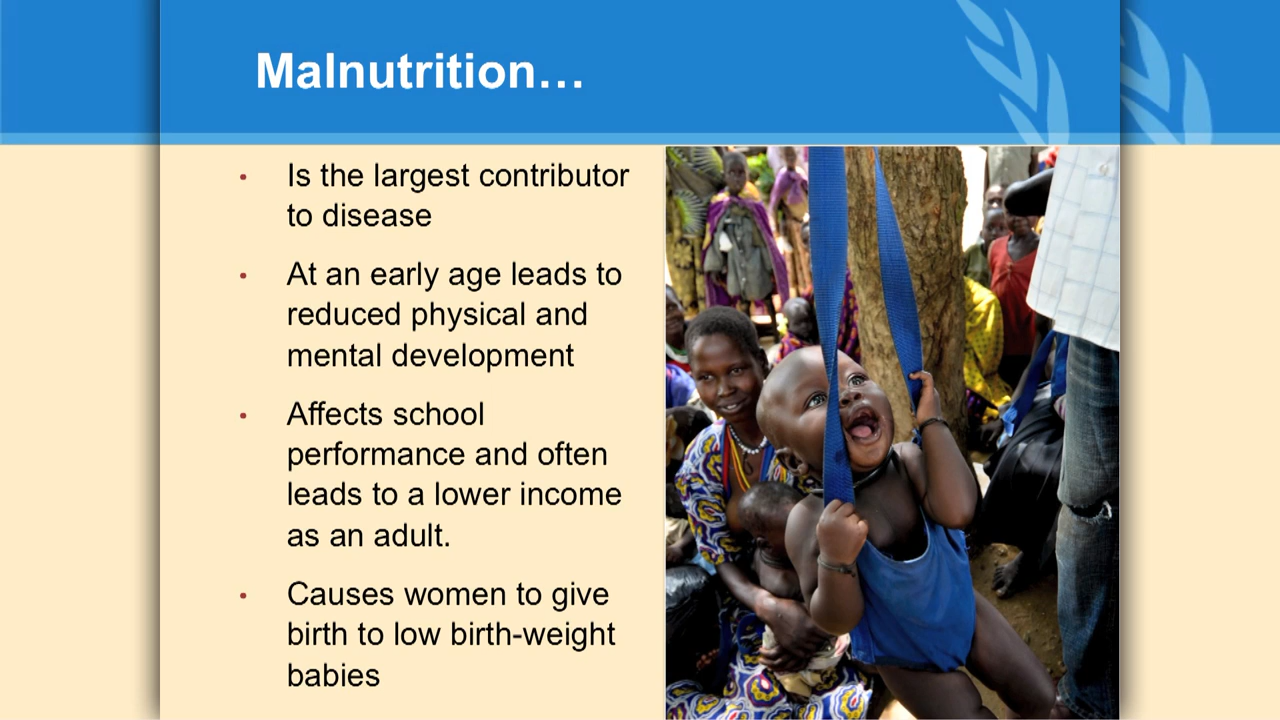 Malnutrition…
• Is the largest contributor
to disease
• At an early age leads to
reduced physical and
mental development
• Affects school
performance and often
leads to a lower income
as an adult.
• Causes women to give
birth to low birth-weight
babies